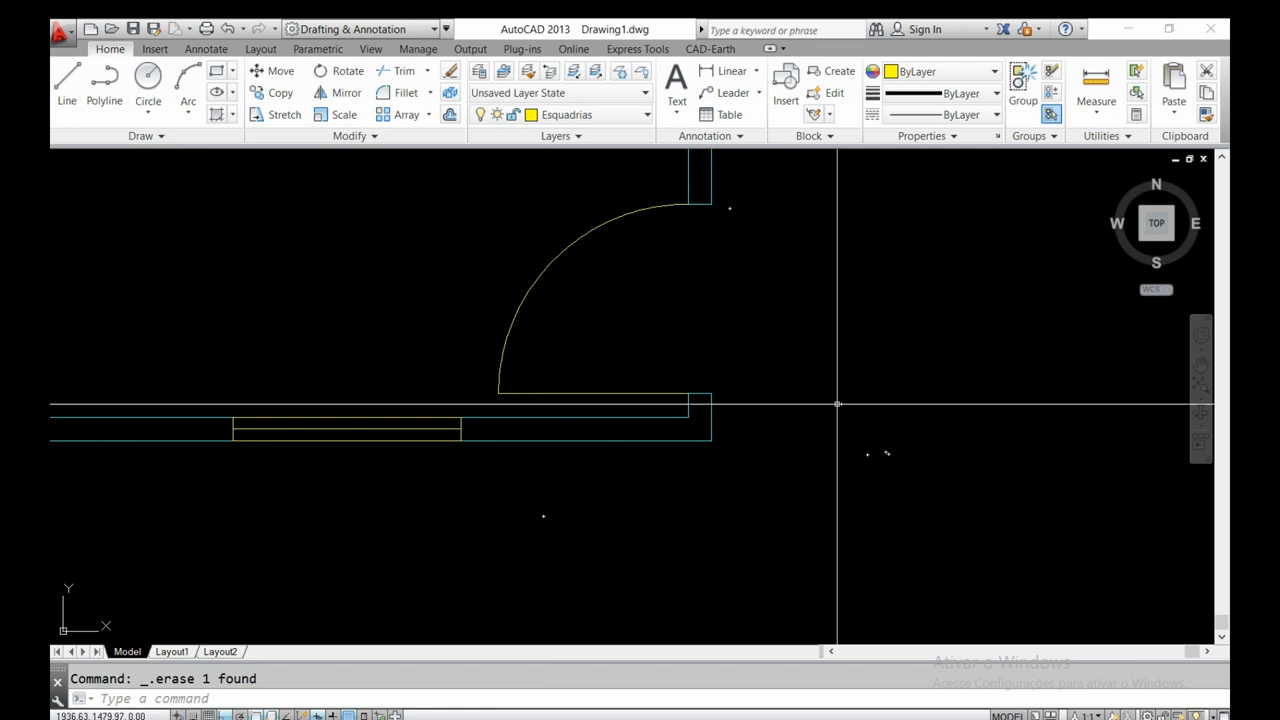 Drafting & Annotation AutoCAD 2013 Drawing1.dwg Type a keyword or phrase Sign In
Home Insert Annotate Layout Parametric View Manage Output Plug-ins Online Express Tools CAD-Earth
Line Polyline Circle Arc
Move Rotate Trim
Copy Mirror Fillet
Stretch Scale Array
Unsaved Layer State
Esquadrias
Text
Linear
Leader
Table
Insert
Create
Edit
ByLayer
ByLayer
ByLayer
Group
Measure
Paste
Draw Modify Layers Annotation Block Properties Groups Utilities Clipboard
N
W TOP E
S
WCS
Y
X
Model Layout1 Layout2
Ativar o Windows
Command: _.erase 1 found
Acesse Configurações para ativar o Windows.
Type a command
1936.63, 1479.97, 0.00 MODEL 1:1